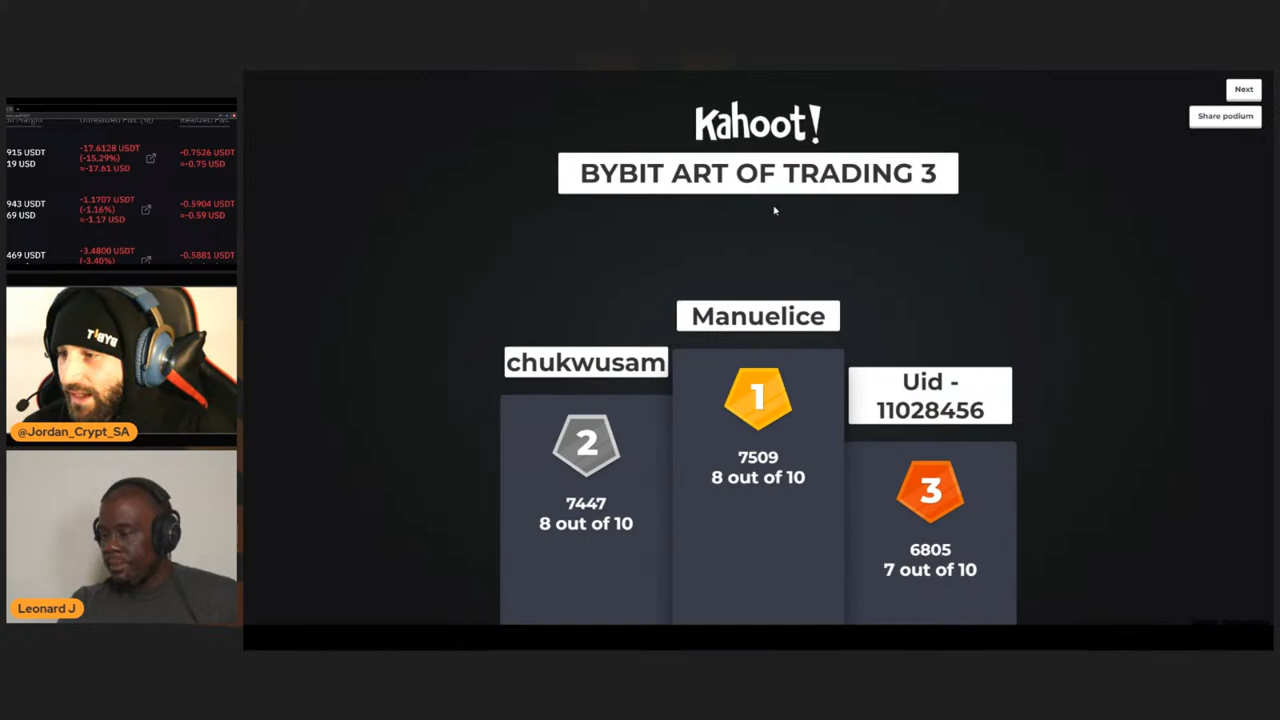 Unrealized P&L (%)
915 USDT
19 USD
-17.6128 USDT
(-15.29%)
≈-17.61 USD
-0.7526 USDT
≈-0.75 USD
943 USDT
69 USD
-1.1707 USDT
(-1.16%)
≈-1.17 USD
-0.5904 USDT
≈-0.59 USD
469 USDT
-3.4800 USDT
(-3.40%)
-0.5881 USDT
@Jordan_Crypt_SA
Leonard J
Next
Share podium
Kahoot!
BYBIT ART OF TRADING 3
Manuelice
1
7509
8 out of 10
chukwusam
2
7447
8 out of 10
Uid -
11028456
3
6805
7 out of 10